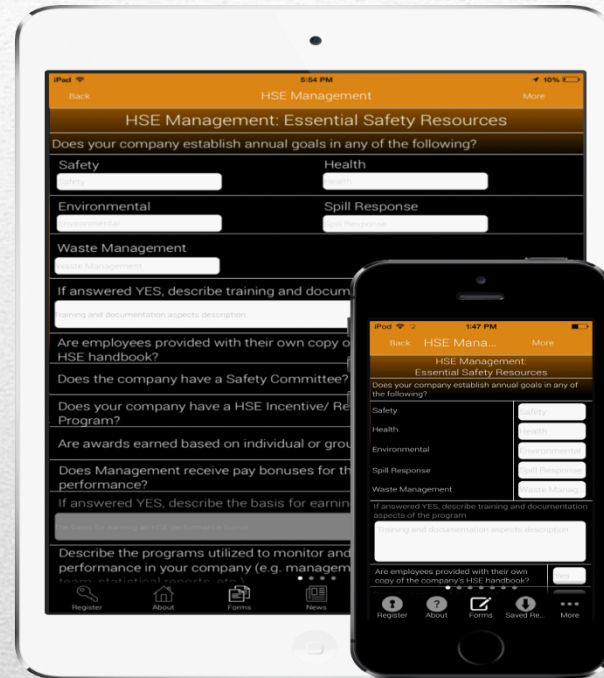 iPad
5:54 PM
10%
Back
HSE Management
More
HSE Management: Essential Safety Resources
Does your company establish annual goals in any of the following?
Safety
Health
Safety
Health
Environmental
Spill Response
Environmental
Spill Response
Waste Management
Waste Management
If answered YES, describe training and docum
Training and documentation aspects description
Are employees provided with their own copy o
HSE handbook?
Does the company have a Safety Committee?
Does your company have a HSE Incentive/ Re
Program?
Are awards earned based on individual or grou
Does Management receive pay bonuses for th
performance?
If answered YES, describe the basis for earnin
Describe the programs utilized to monitor and
performance in your company (e.g. managem
team, statistical reports, etc.)
Register
About
Forms
News
iPod
1:47 PM
Back
HSE Mana...
More
HSE Management:
Essential Safety Resources
Does your company establish annual goals in any of
the following?
Safety
Safety
Health
Health
Environmental
Environmental
Spill Response
Spill Response
Waste Management
Waste Manag
If answered YES, describe training and documentation
aspects of the program
Training and documentation aspects description
Are employees provided with their own
copy of the company's HSE handbook?
Yes
Register
About
Forms
Saved Re...
More